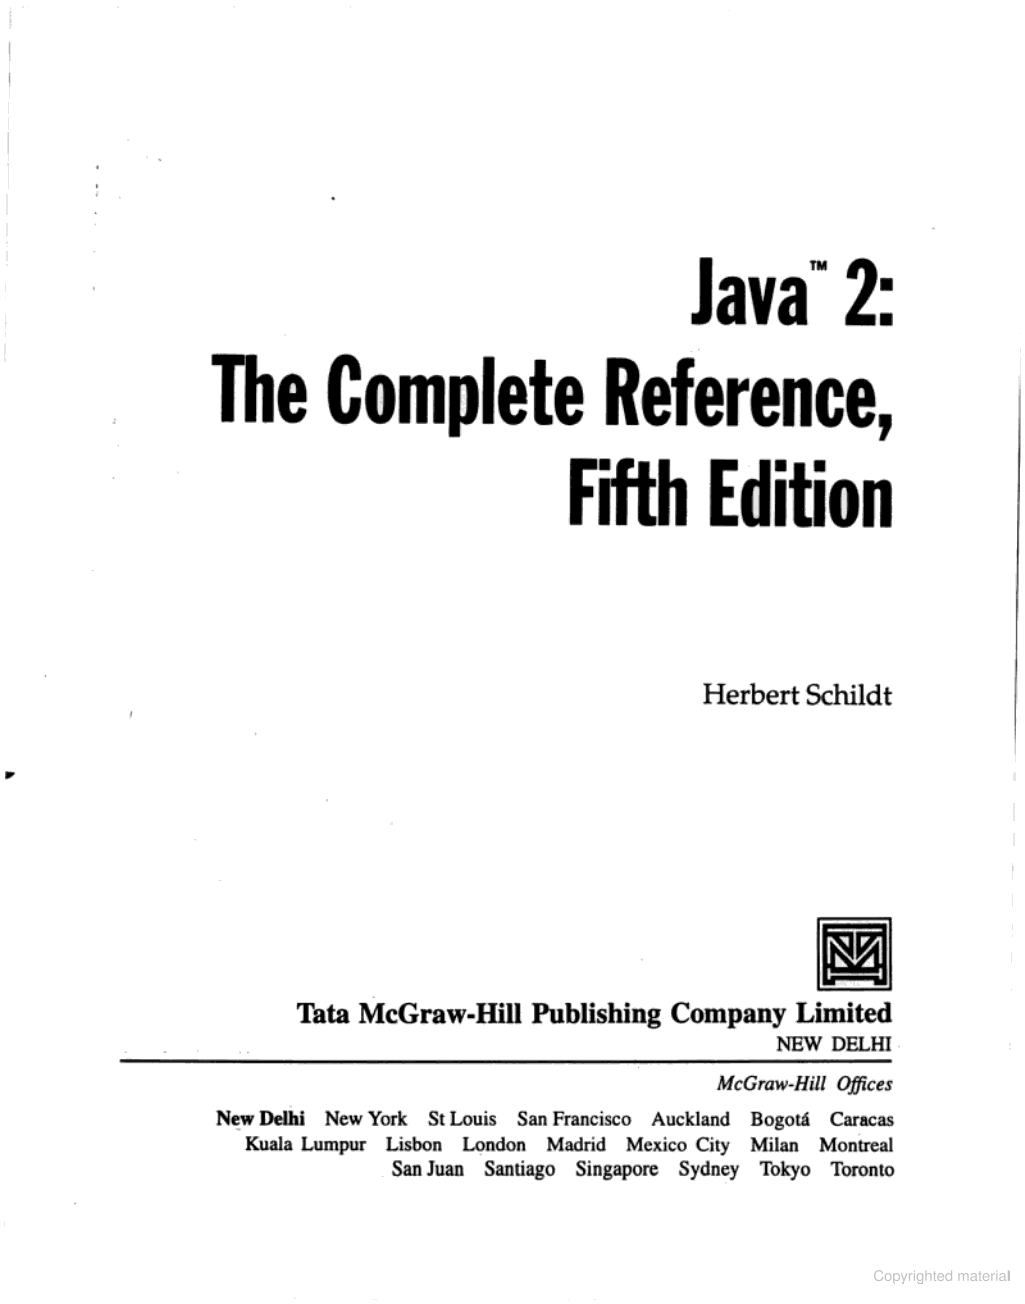 Java™ 2:
The Complete Reference,
Fifth Edition
Herbert Schildt
Tata McGraw-Hill Publishing Company Limited
NEW DELHI
McGraw-Hill Offices
New Delhi New York St Louis San Francisco Auckland Bogotá Caracas
Kuala Lumpur Lisbon London Madrid Mexico City Milan Montreal
San Juan Santiago Singapore Sydney Tokyo Toronto
Copyrighted material